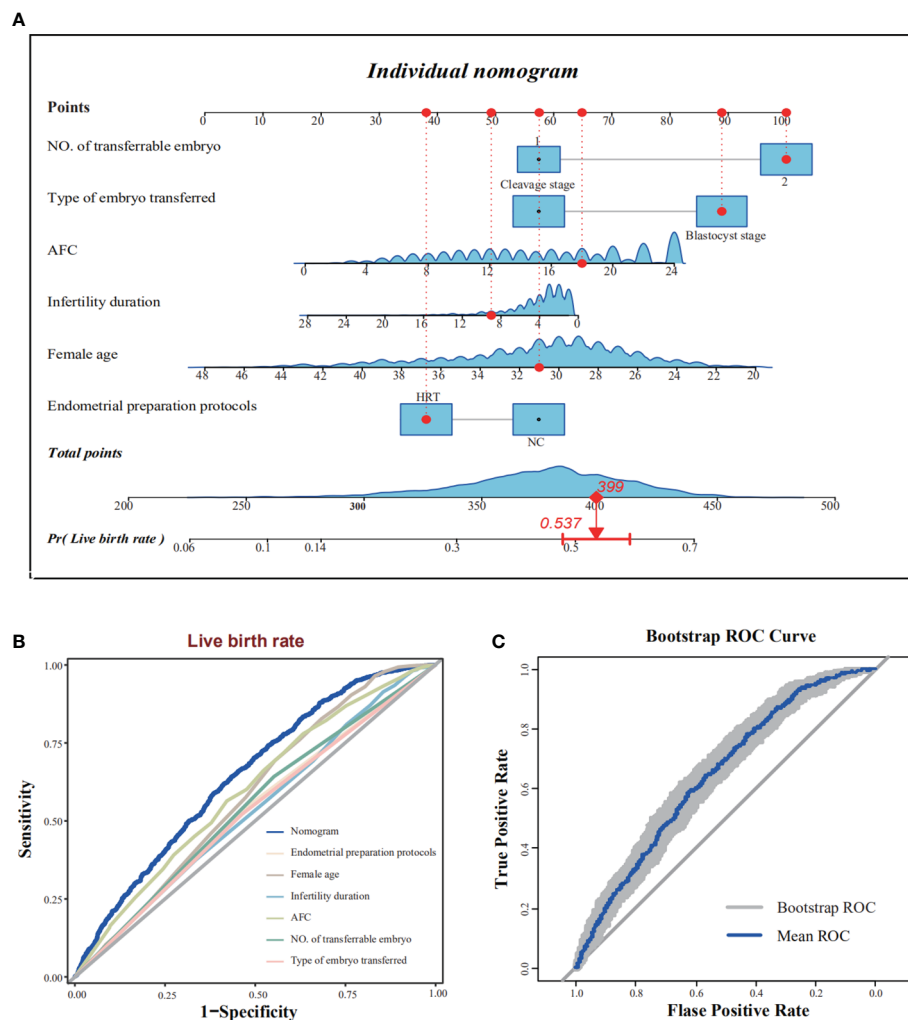 A
Individual nomogram
Points
0 10 20 30 40 50 60 70 80 90 100
NO. of transferrable embryo
1
2
Cleavage stage
Type of embryo transferred
Blastocyst stage
AFC
0 4 8 12 16 20 24
Infertility duration
28 24 20 16 12 8 4 0
Female age
48 46 44 42 40 38 36 34 32 30 28 26 24 22 20
HRT
Endometrial preparation protocols
NC
Total points
399
200 250 300 350 400 450 500
0.537
Pr( Live birth rate )
0.06 0.1 0.14 0.3 0.5 0.7
B
Live birth rate
1.00
0.75
0.50
0.25
0.00
Sensitivity
Nomogram
Endometrial preparation protocols
Female age
Infertility duration
AFC
NO. of transferrable embryo
Type of embryo transferred
0.00 0.25 0.50 0.75 1.00
1−Specificity
C
Bootstrap ROC Curve
1.0
0.8
0.6
0.4
0.2
0.0
True Positive Rate
Bootstrap ROC
Mean ROC
1.0 0.8 0.6 0.4 0.2 0.0
Flase Positive Rate